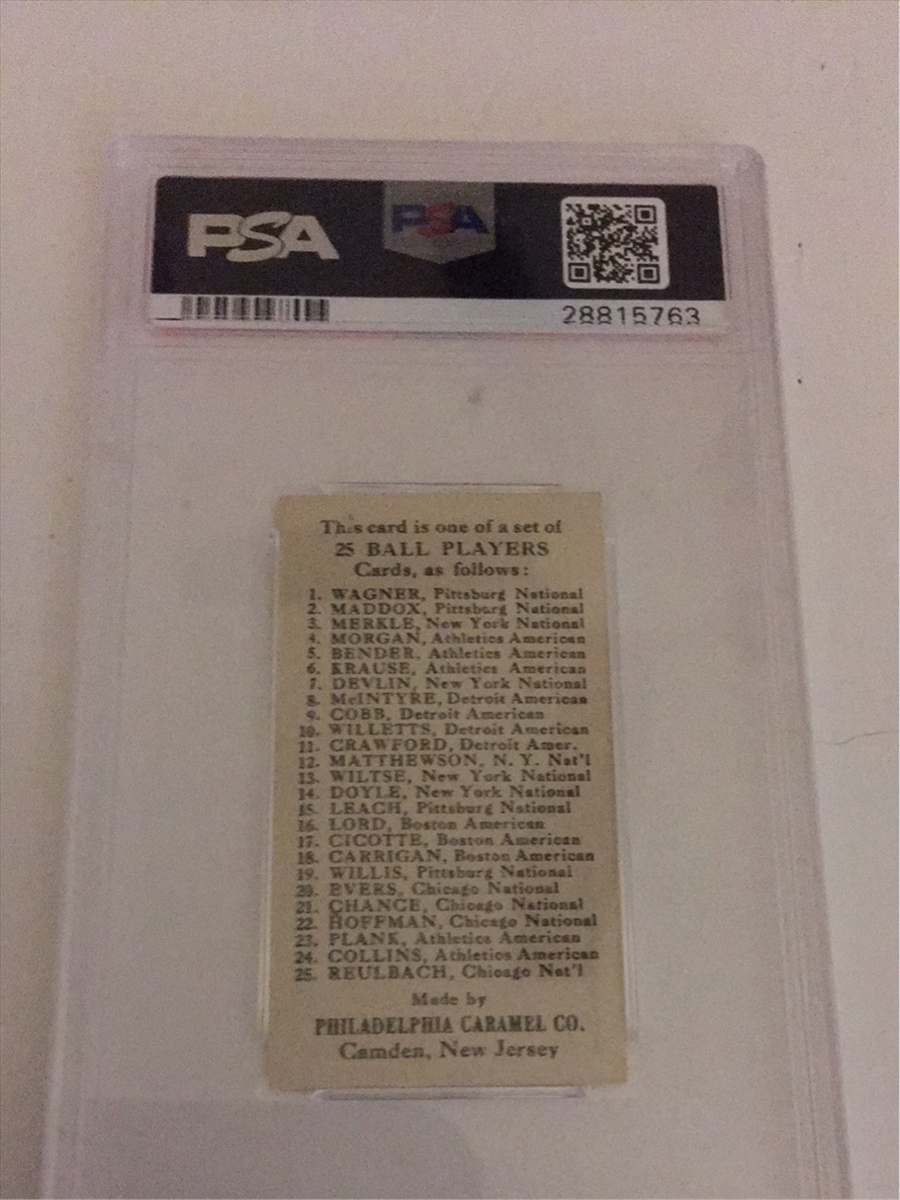 PSA
PSA
28815763
This card is one of a set of
25 BALL PLAYERS
Cards, as follows:
1. WAGNER, Pittsburg National
2. MADDOX, Pittsburg National
3. MERKLE, New York National
4. MORGAN, Athletics American
5. BENDER, Athletics American
6. KRAUSE, Athletics American
7. DEVLIN, New York National
8. McINTYRE, Detroit American
9. COBB, Detroit American
10. WILLETTS, Detroit American
11. CRAWFORD, Detroit Amer.
12. MATTHEWSON, N. Y. Nat'l
13. WILTSE, New York National
14. DOYLE, New York National
15. LEACH, Pittsburg National
16. LORD, Boston American
17. CICOTTE, Boston American
18. CARRIGAN, Boston American
19. WILLIS, Pittsburg National
20. EVERS, Chicago National
21. CHANCE, Chicago National
22. HOFFMAN, Chicago National
23. PLANK, Athletics American
24. COLLINS, Athletics American
25. REULBACH, Chicago Nat'l
Made by
PHILADELPHIA CARAMEL CO.
Camden, New Jersey